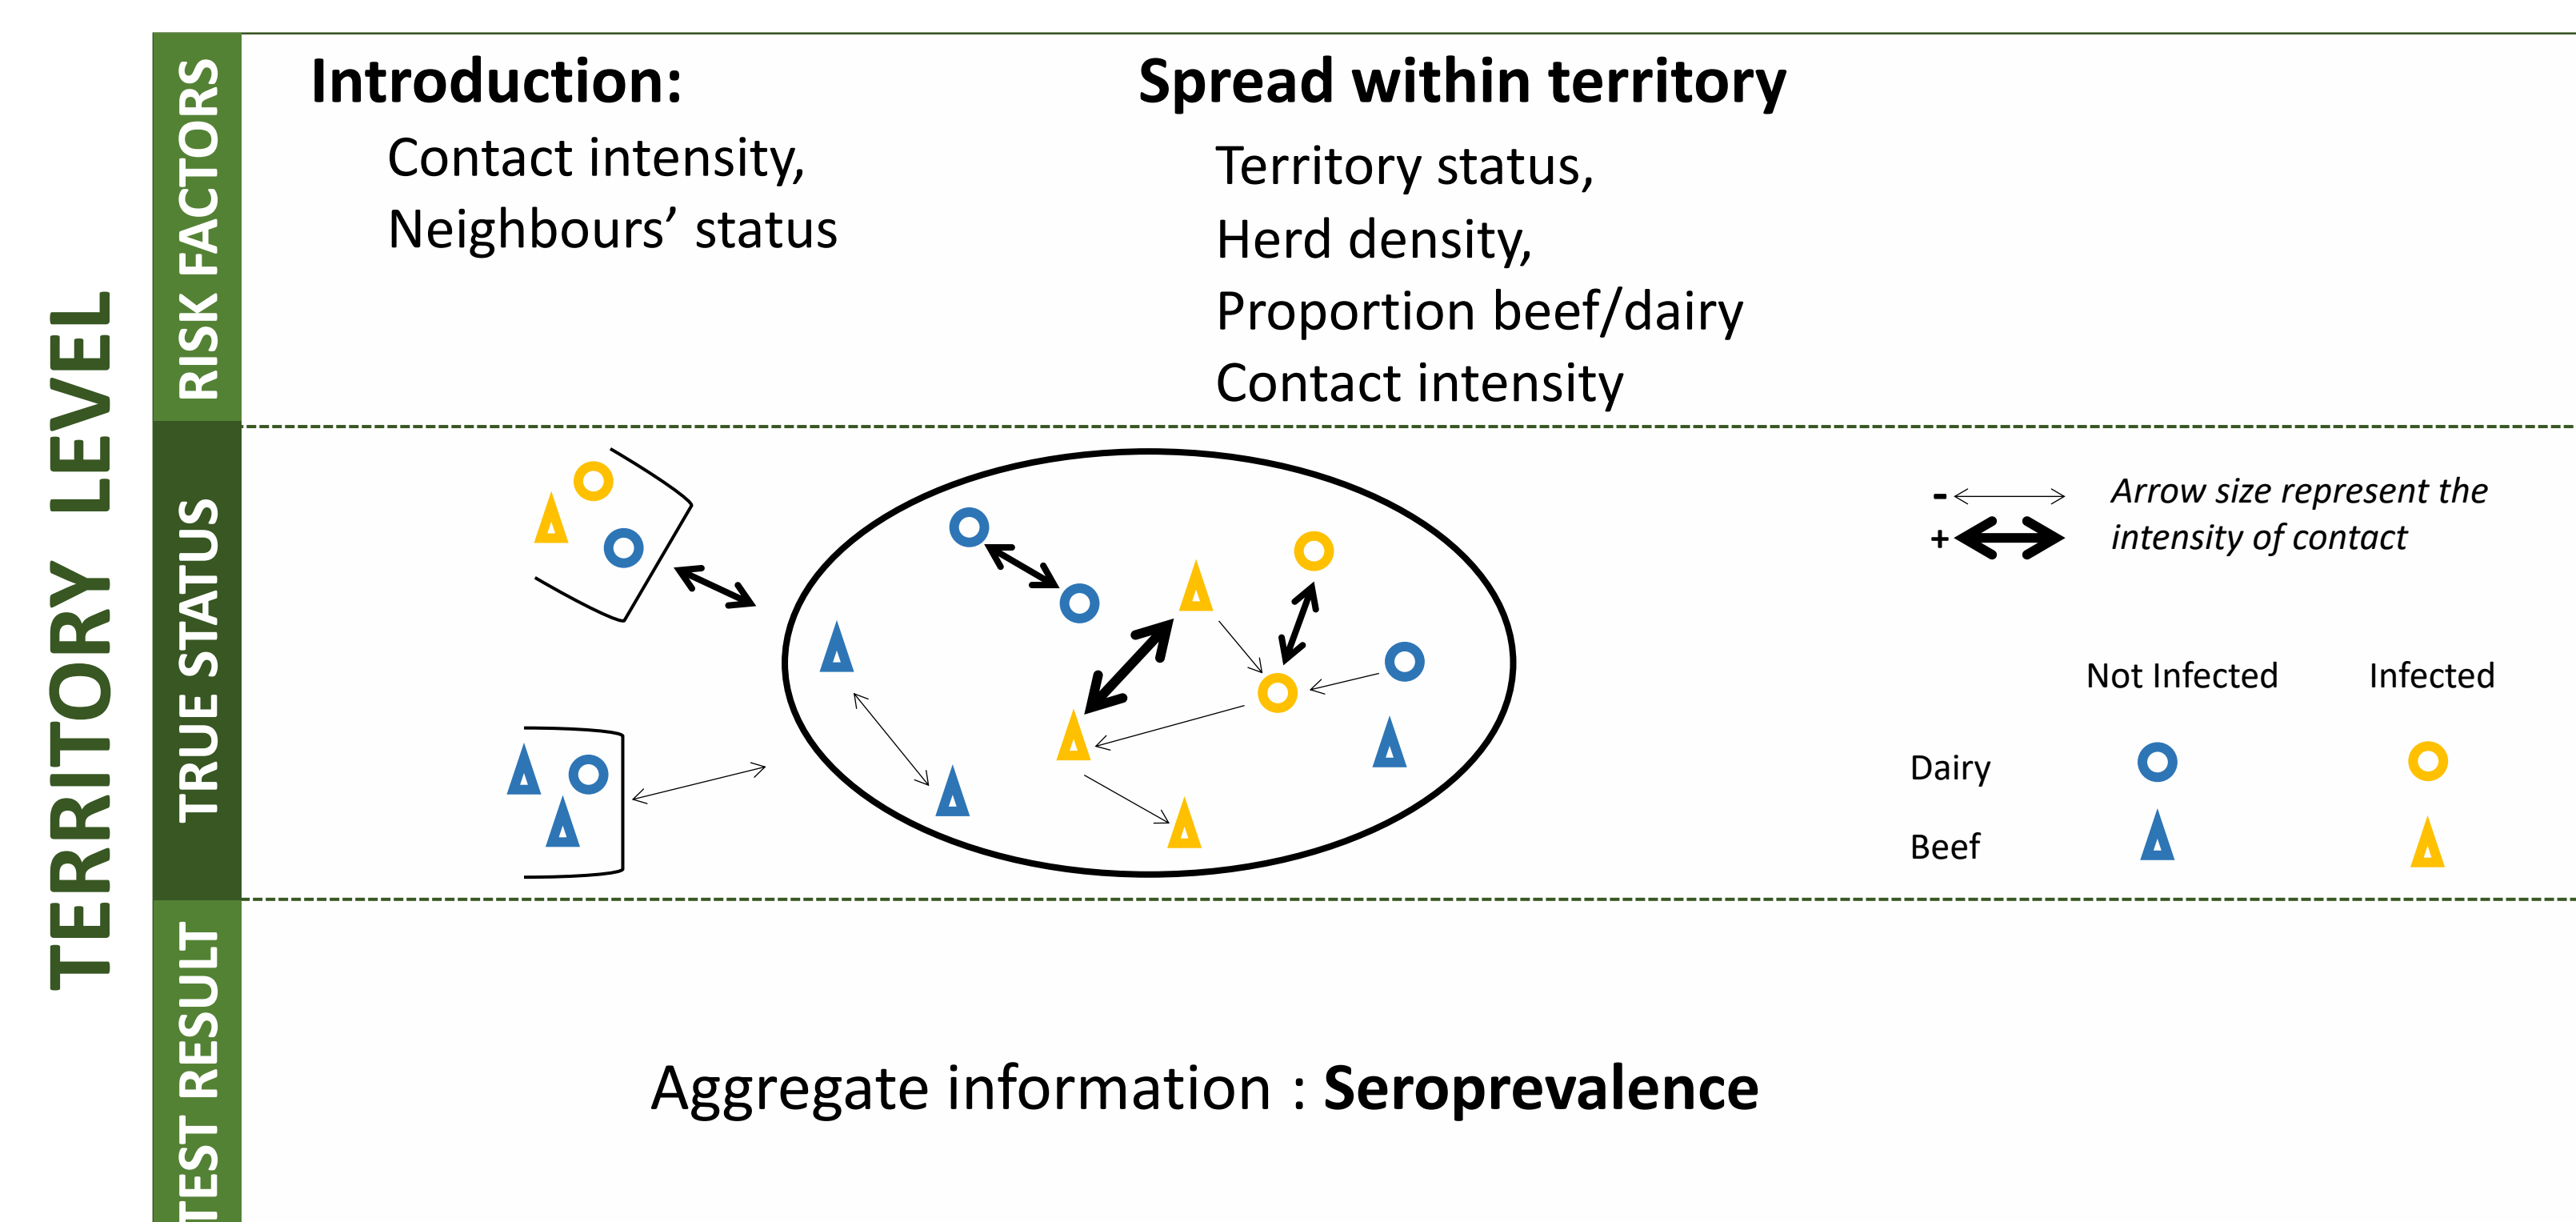 TERRITORY LEVEL
RISK FACTORS
Introduction:
Contact intensity,
Neighbours’ status
Spread within territory
Territory status,
Herd density,
Proportion beef/dairy
Contact intensity
TRUE STATUS
- Arrow size represent the
+ intensity of contact
Not Infected Infected
Dairy
Beef
TEST RESULT
Aggregate information : Seroprevalence